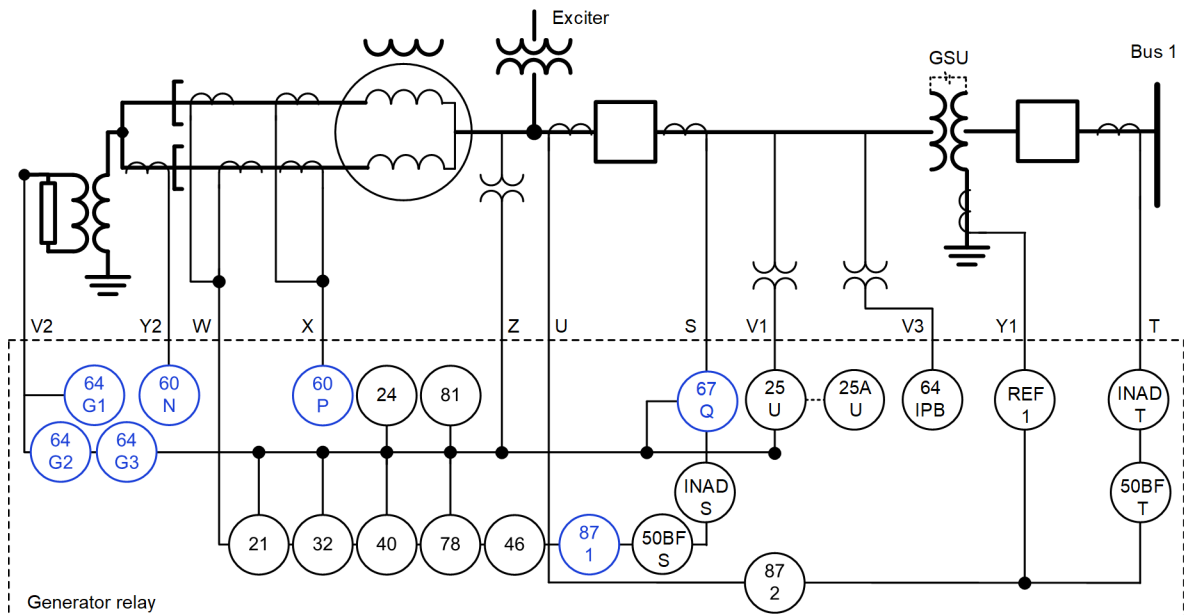 Exciter
GSU
Bus 1
V2
Y2
W
X
Z
U
S
V1
V3
Y1
T
64
G1
60
N
60
P
24
81
67
Q
25
U
25A
U
64
IPB
REF
1
INAD
T
64
G2
64
G3
INAD
S
50BF
T
21
32
40
78
46
87
1
50BF
S
87
2
Generator relay